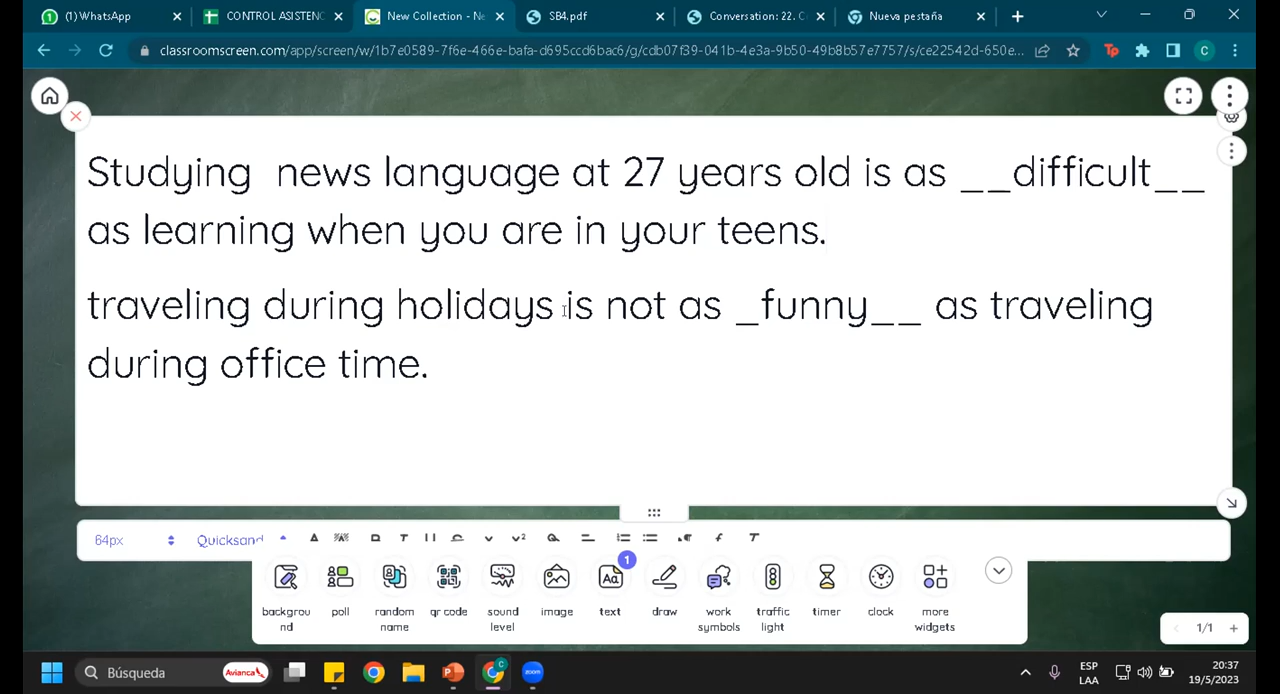 (1) WhatsApp
CONTROL ASISTENC
New Collection - Ne
SB4.pdf
Conversation: 22. C
Nueva pestaña
classroomscreen.com/app/screen/w/1b7e0589-7f6e-466e-bafa-d695ccd6bac6/g/cdb07f39-041b-4e3a-9b50-49b8b57e7757/s/ce22542d-650e...
Studying  news language at 27 years old is as __difficult__
as learning when you are in your teens.
traveling during holidays is not as _funny__ as traveling
during office time.
64px
Quicksand
1
backgrou
nd
poll
random
name
qr code
sound
level
image
text
draw
work
symbols
traffic
light
timer
clock
more
widgets
1/1
Búsqueda
Avianca
ESP
LAA
20:37
19/5/2023